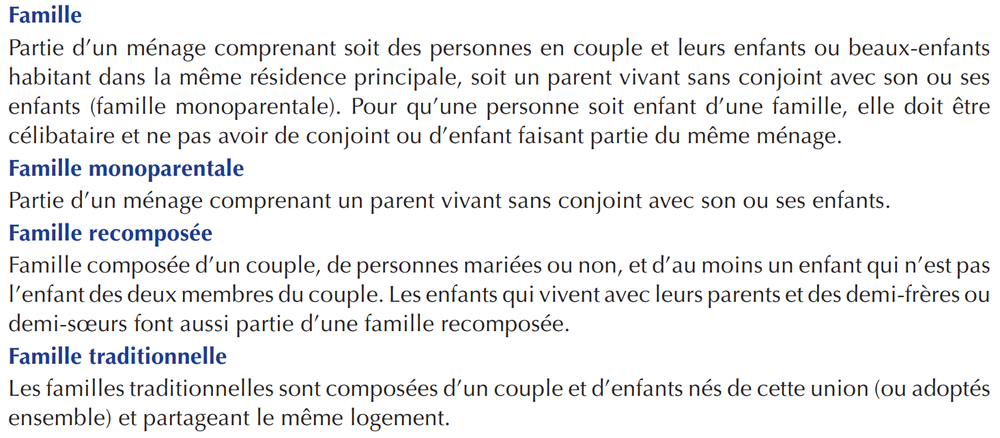 Famille
Partie d’un ménage comprenant soit des personnes en couple et leurs enfants ou beaux-enfants
habitant dans la même résidence principale, soit un parent vivant sans conjoint avec son ou ses
enfants (famille monoparentale). Pour qu’une personne soit enfant d’une famille, elle doit être
célibataire et ne pas avoir de conjoint ou d’enfant faisant partie du même ménage.
Famille monoparentale
Partie d’un ménage comprenant un parent vivant sans conjoint avec son ou ses enfants.
Famille recomposée
Famille composée d’un couple, de personnes mariées ou non, et d’au moins un enfant qui n’est pas
l’enfant des deux membres du couple. Les enfants qui vivent avec leurs parents et des demi-frères ou
demi-sœurs font aussi partie d’une famille recomposée.
Famille traditionnelle
Les familles traditionnelles sont composées d’un couple et d’enfants nés de cette union (ou adoptés
ensemble) et partageant le même logement.